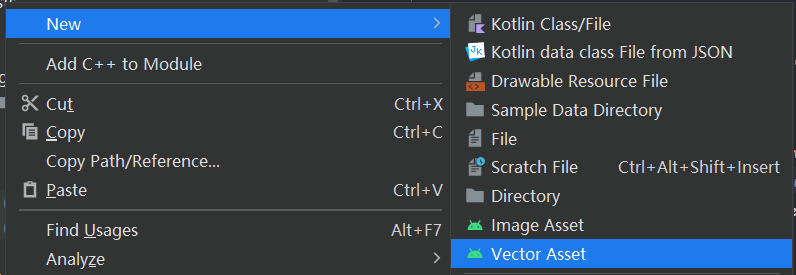 New
Add C++ to Module
Cut Ctrl+X
Copy Ctrl+C
Copy Path/Reference...
Paste Ctrl+V
Find Usages Alt+F7
Analyze
Kotlin Class/File
Kotlin data class File from JSON
Drawable Resource File
Sample Data Directory
File
Scratch File Ctrl+Alt+Shift+Insert
Directory
Image Asset
Vector Asset